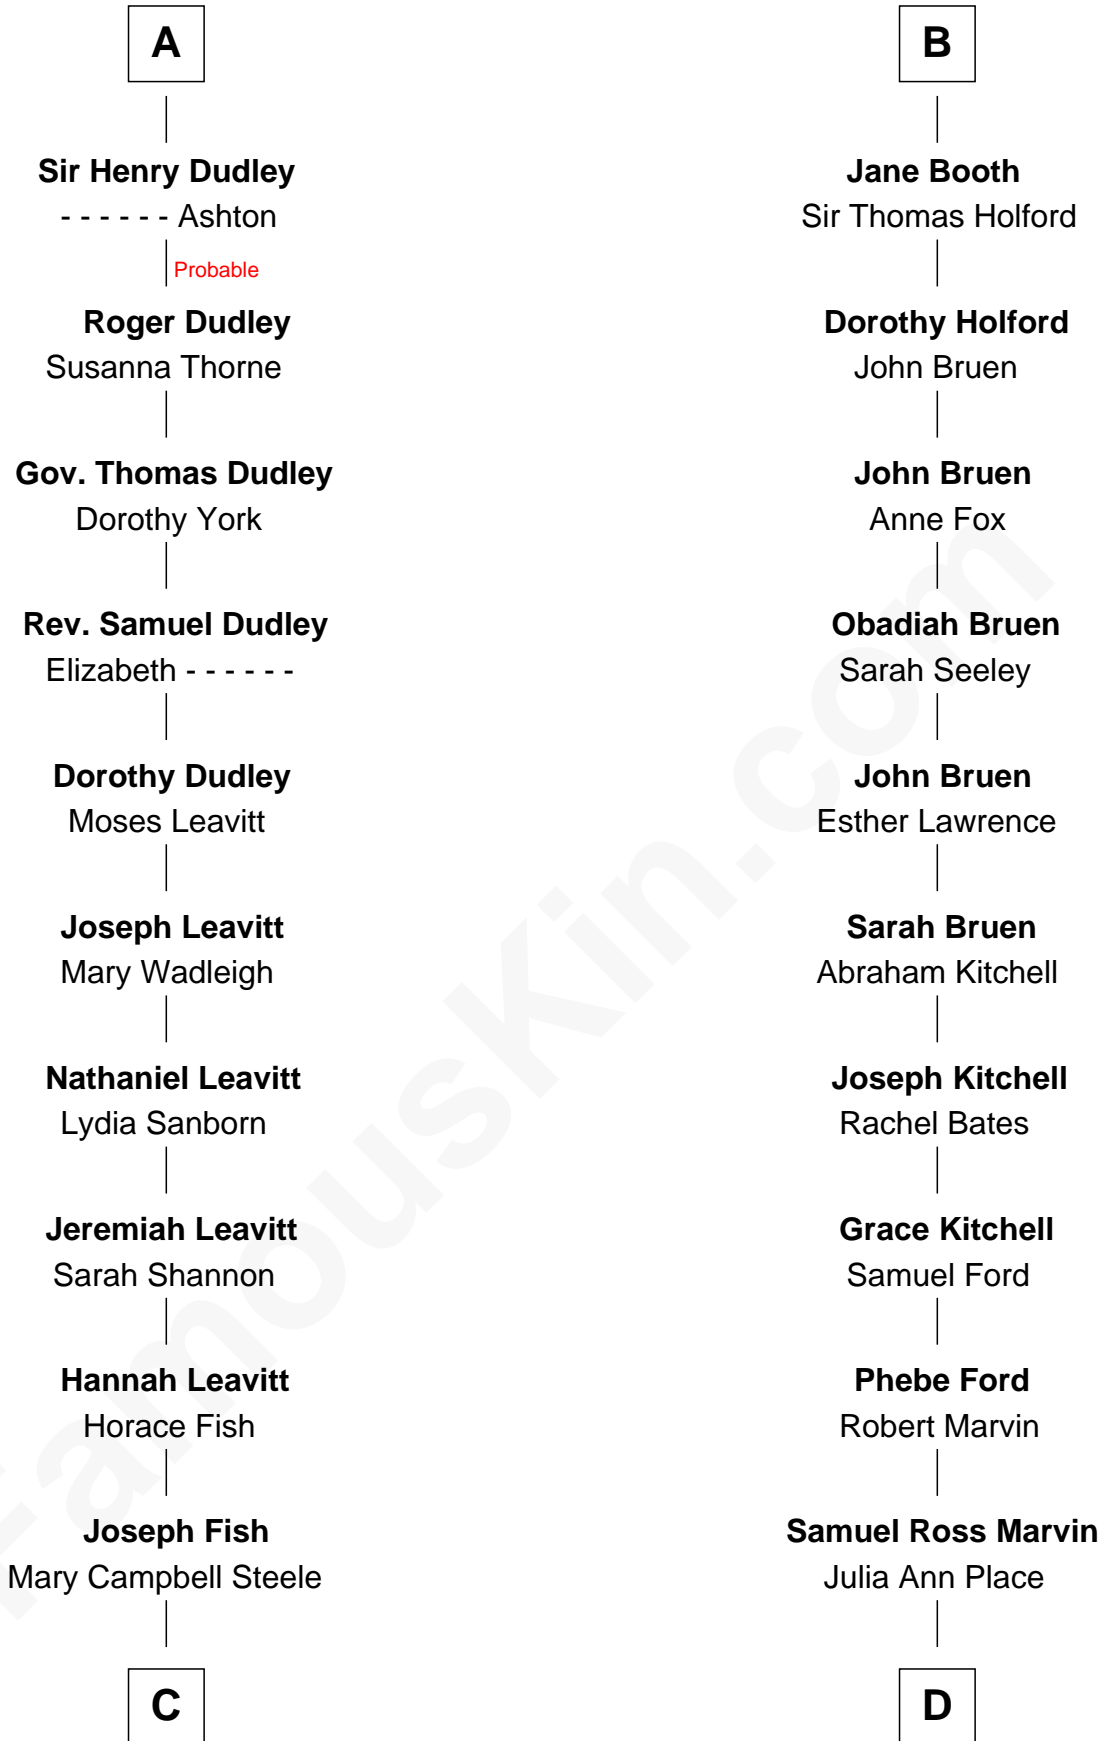 A
Sir Henry Dudley
- - - - - - Ashton
Probable
Roger Dudley
Susanna Thorne
Gov. Thomas Dudley
Dorothy York
Rev. Samuel Dudley
Elizabeth - - - - - -
Dorothy Dudley
Moses Leavitt
Joseph Leavitt
Mary Wadleigh
Nathaniel Leavitt
Lydia Sanborn
Jeremiah Leavitt
Sarah Shannon
Hannah Leavitt
Horace Fish
Joseph Fish
Mary Campbell Steele
C
B
Jane Booth
Sir Thomas Holford
Dorothy Holford
John Bruen
John Bruen
Anne Fox
Obadiah Bruen
Sarah Seeley
John Bruen
Esther Lawrence
Sarah Bruen
Abraham Kitchell
Joseph Kitchell
Rachel Bates
Grace Kitchell
Samuel Ford
Phebe Ford
Robert Marvin
Samuel Ross Marvin
Julia Ann Place
D
FamousKin.com